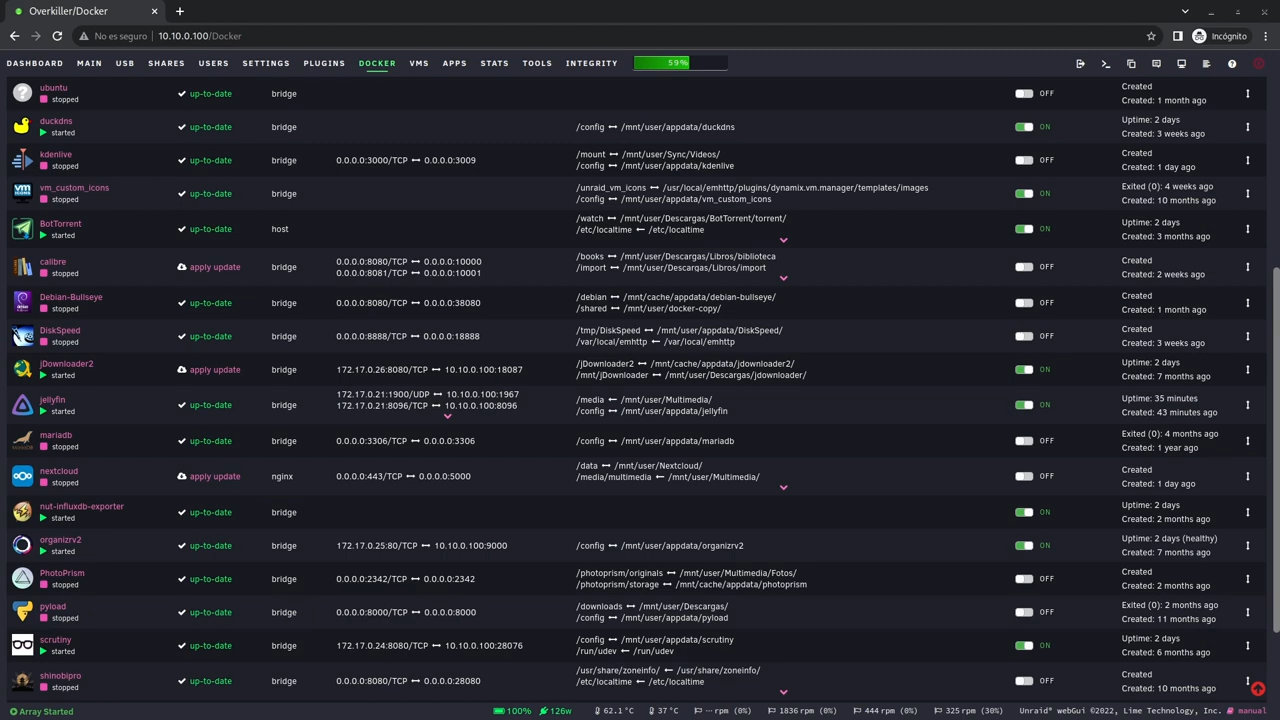 Overkiller/Docker
No es seguro 10.10.0.100/Docker Incógnito
DASHBOARD MAIN USB SHARES USERS SETTINGS PLUGINS DOCKER VMS APPS STATS TOOLS INTEGRITY 59%
ubuntu
stopped
up-to-date bridge OFF
Created
Created: 1 month ago
duckdns
started
up-to-date bridge /config ↔ /mnt/user/appdata/duckdns ON
Uptime: 2 days
Created: 3 weeks ago
kdenlive
stopped
up-to-date bridge 0.0.0.0:3000/TCP ↔ 0.0.0.0:3009
/mount ↔ /mnt/user/Sync/Videos/
/config ↔ /mnt/user/appdata/kdenlive
OFF
Created
Created: 1 day ago
vm_custom_icons
stopped
up-to-date bridge
/unraid_vm_icons ↔ /usr/local/emhttp/plugins/dynamix.vm.manager/templates/images
/config ↔ /mnt/user/appdata/vm_custom_icons
ON
Exited (0): 4 weeks ago
Created: 10 months ago
BotTorrent
started
up-to-date host
/watch ↔ /mnt/user/Descargas/BotTorrent/torrent/
/etc/localtime ← /etc/localtime
ON
Uptime: 2 days
Created: 3 months ago
calibre
stopped
apply update bridge
0.0.0.0:8080/TCP ↔ 0.0.0.0:10000
0.0.0.0:8081/TCP ↔ 0.0.0.0:10001
/books ↔ /mnt/user/Descargas/Libros/biblioteca
/import ↔ /mnt/user/Descargas/Libros/import
OFF
Created
Created: 2 weeks ago
Debian-Bullseye
stopped
up-to-date bridge 0.0.0.0:8080/TCP ↔ 0.0.0.0:38080
/debian ↔ /mnt/cache/appdata/debian-bullseye/
/shared ↔ /mnt/user/docker-copy/
OFF
Created
Created: 1 month ago
DiskSpeed
stopped
up-to-date bridge 0.0.0.0:8888/TCP ↔ 0.0.0.0:18888
/tmp/DiskSpeed ↔ /mnt/user/appdata/DiskSpeed/
/var/local/emhttp ← /var/local/emhttp
OFF
Created
Created: 3 weeks ago
jDownloader2
started
apply update bridge 172.17.0.26:8080/TCP ↔ 10.10.0.100:18087
/jDownloader2 ↔ /mnt/cache/appdata/jdownloader2/
/mnt/jDownloader ↔ /mnt/user/Descargas/jdownloader/
ON
Uptime: 2 days
Created: 7 months ago
jellyfin
started
up-to-date bridge
172.17.0.21:1900/UDP ↔ 10.10.0.100:1967
172.17.0.21:8096/TCP ↔ 10.10.0.100:8096
/media ↔ /mnt/user/Multimedia/
/config ↔ /mnt/user/appdata/jellyfin
ON
Uptime: 35 minutes
Created: 43 minutes ago
mariadb
stopped
up-to-date bridge 0.0.0.0:3306/TCP ↔ 0.0.0.0:3306 /config ↔ /mnt/user/appdata/mariadb OFF
Exited (0): 4 months ago
Created: 1 year ago
nextcloud
stopped
apply update nginx 0.0.0.0:443/TCP ↔ 0.0.0.0:5000
/data ↔ /mnt/user/Nextcloud/
/media/multimedia ← /mnt/user/Multimedia/
OFF
Created
Created: 1 day ago
nut-influxdb-exporter
started
up-to-date bridge ON
Uptime: 2 days
Created: 2 months ago
organizrv2
started
up-to-date bridge 172.17.0.25:80/TCP ↔ 10.10.0.100:9000 /config ↔ /mnt/user/appdata/organizrv2 ON
Uptime: 2 days (healthy)
Created: 7 months ago
PhotoPrism
stopped
up-to-date bridge 0.0.0.0:2342/TCP ↔ 0.0.0.0:2342
/photoprism/originals ↔ /mnt/user/Multimedia/Fotos/
/photoprism/storage ↔ /mnt/cache/appdata/photoprism
OFF
Created
Created: 2 months ago
pyload
stopped
up-to-date bridge 0.0.0.0:8000/TCP ↔ 0.0.0.0:8000
/downloads ↔ /mnt/user/Descargas/
/config ↔ /mnt/user/appdata/pyload
OFF
Exited (0): 2 months ago
Created: 11 months ago
scrutiny
started
up-to-date bridge 172.17.0.24:8080/TCP ↔ 10.10.0.100:28076
/config ↔ /mnt/user/appdata/scrutiny
/run/udev ← /run/udev
ON
Uptime: 2 days
Created: 6 months ago
shinobipro
stopped
up-to-date bridge 0.0.0.0:8080/TCP ↔ 0.0.0.0:28080
/usr/share/zoneinfo/ ← /usr/share/zoneinfo/
/etc/localtime ← /etc/localtime
OFF
Created
Created: 10 months ago
Array Started 100% 126w 62.1 °C 37 °C ··· rpm (0%) 1836 rpm (0%) 444 rpm (0%) 325 rpm (30%) Unraid® webGui ©2022, Lime Technology, Inc. manual